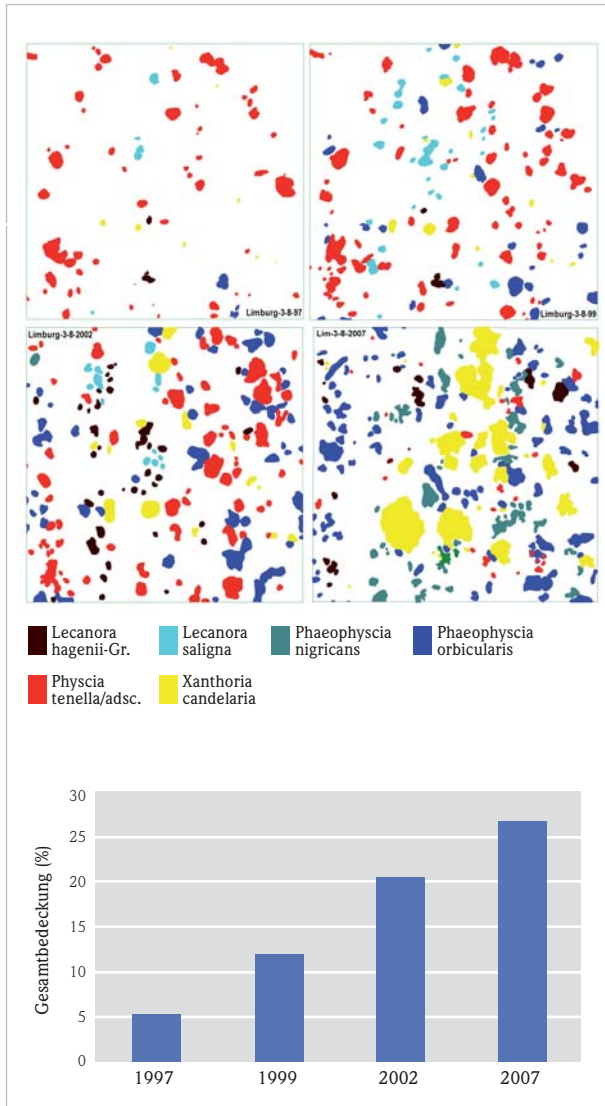 Limburg-3-8-97
Limburg-3-8-99
Limburg-3-8-2002
Lim-3-8-2007
Lecanora
hagenii-Gr.
Lecanora
saligna
Phaeophyscia
nigricans
Phaeophyscia
orbicularis
Physcia
tenella/adsc.
Xanthoria
candelaria
Gesamtbedeckung (%)
30
25
20
15
10
5
0
1997
1999
2002
2007